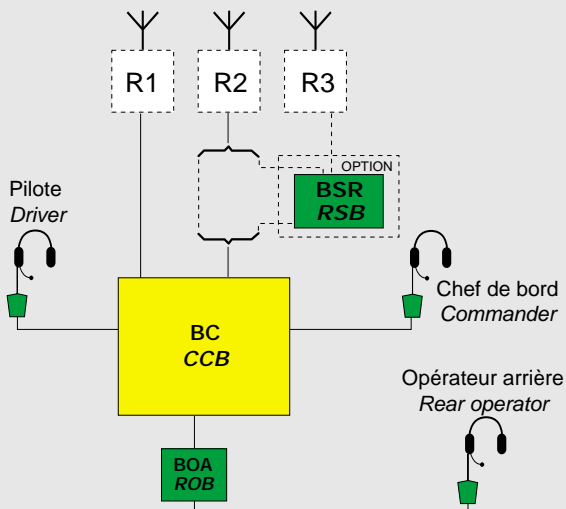 R1
R2
R3
OPTION
BSR
RSB
Pilote
Driver
Chef de bord
Commander
BC
CCB
Opérateur arrière
Rear operator
BOA
ROB